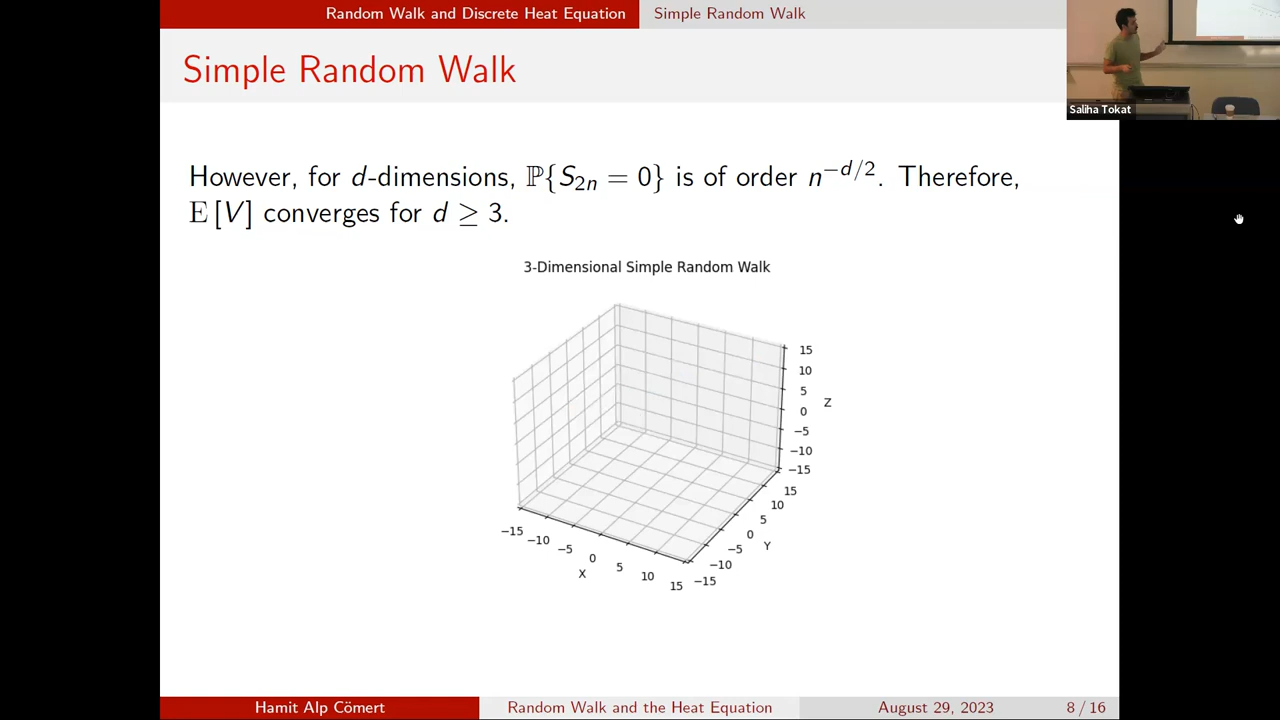 Random Walk and Discrete Heat Equation Simple Random Walk
Saliha Tokat
Simple Random Walk
However, for d-dimensions, ℙ{S₂ₙ = 0} is of order n^{−d/2}. Therefore,
E [V] converges for d ≥ 3.
3-Dimensional Simple Random Walk
15
10
5
0
−5
−10
−15
Z
15
10
5
0
−5
−10
−15
Y
−15
−10
−5
0
5
10
15
X
Hamit Alp Cömert Random Walk and the Heat Equation August 29, 2023 8 / 16